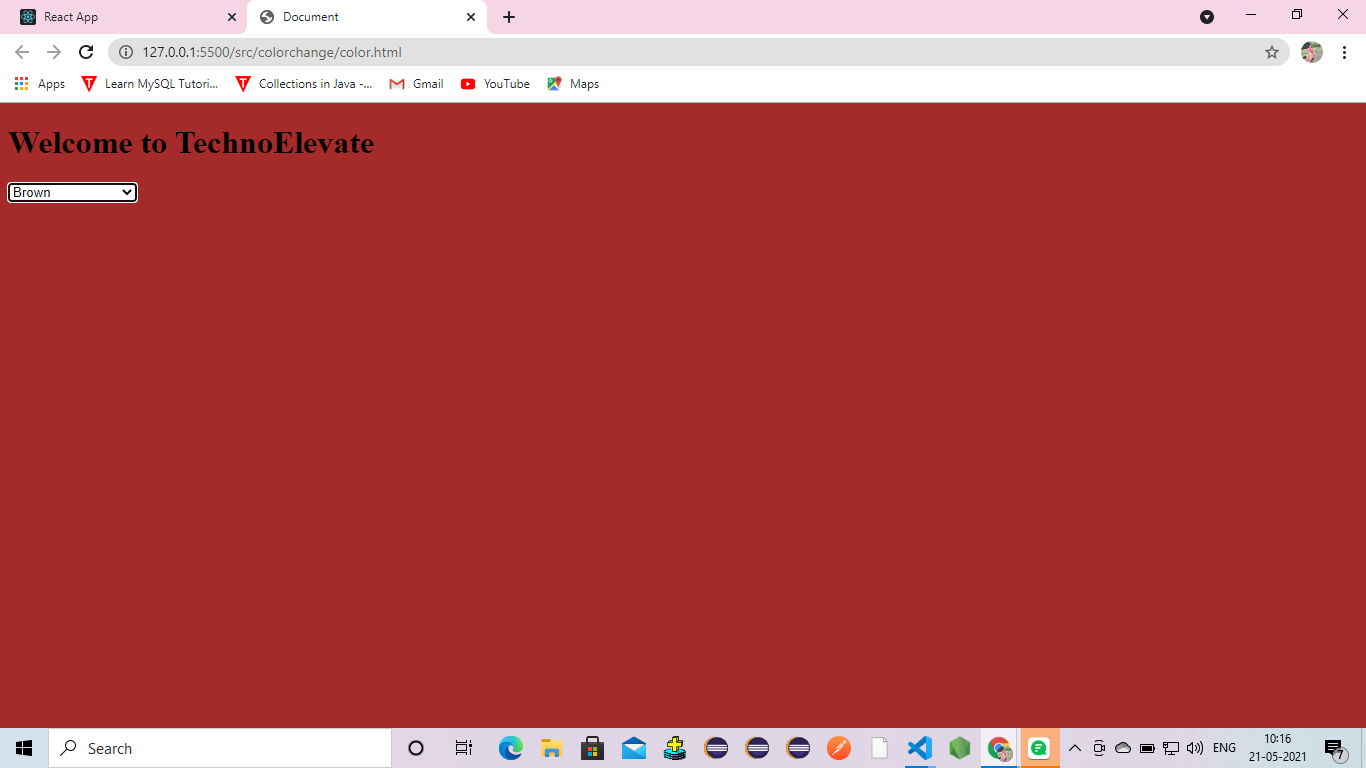 React App
Document
127.0.0.1:5500/src/colorchange/color.html
Apps
Learn MySQL Tutori...
Collections in Java -...
Gmail
YouTube
Maps
Welcome to TechnoElevate
Brown
Search
ENG
10:16
21-05-2021
7